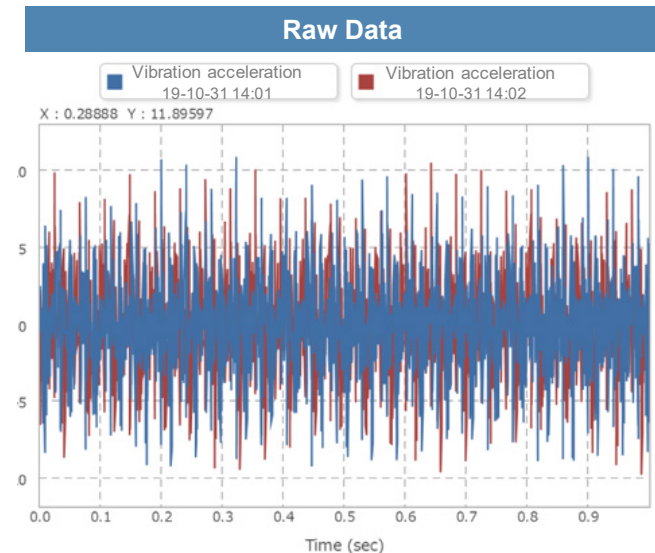 Raw Data
Vibration acceleration
19-10-31 14:01
Vibration acceleration
19-10-31 14:02
X : 0.28888 Y : 11.89597
.0
5
0
.5
.0
0.0 0.1 0.2 0.3 0.4 0.5 0.6 0.7 0.8 0.9
Time (sec)